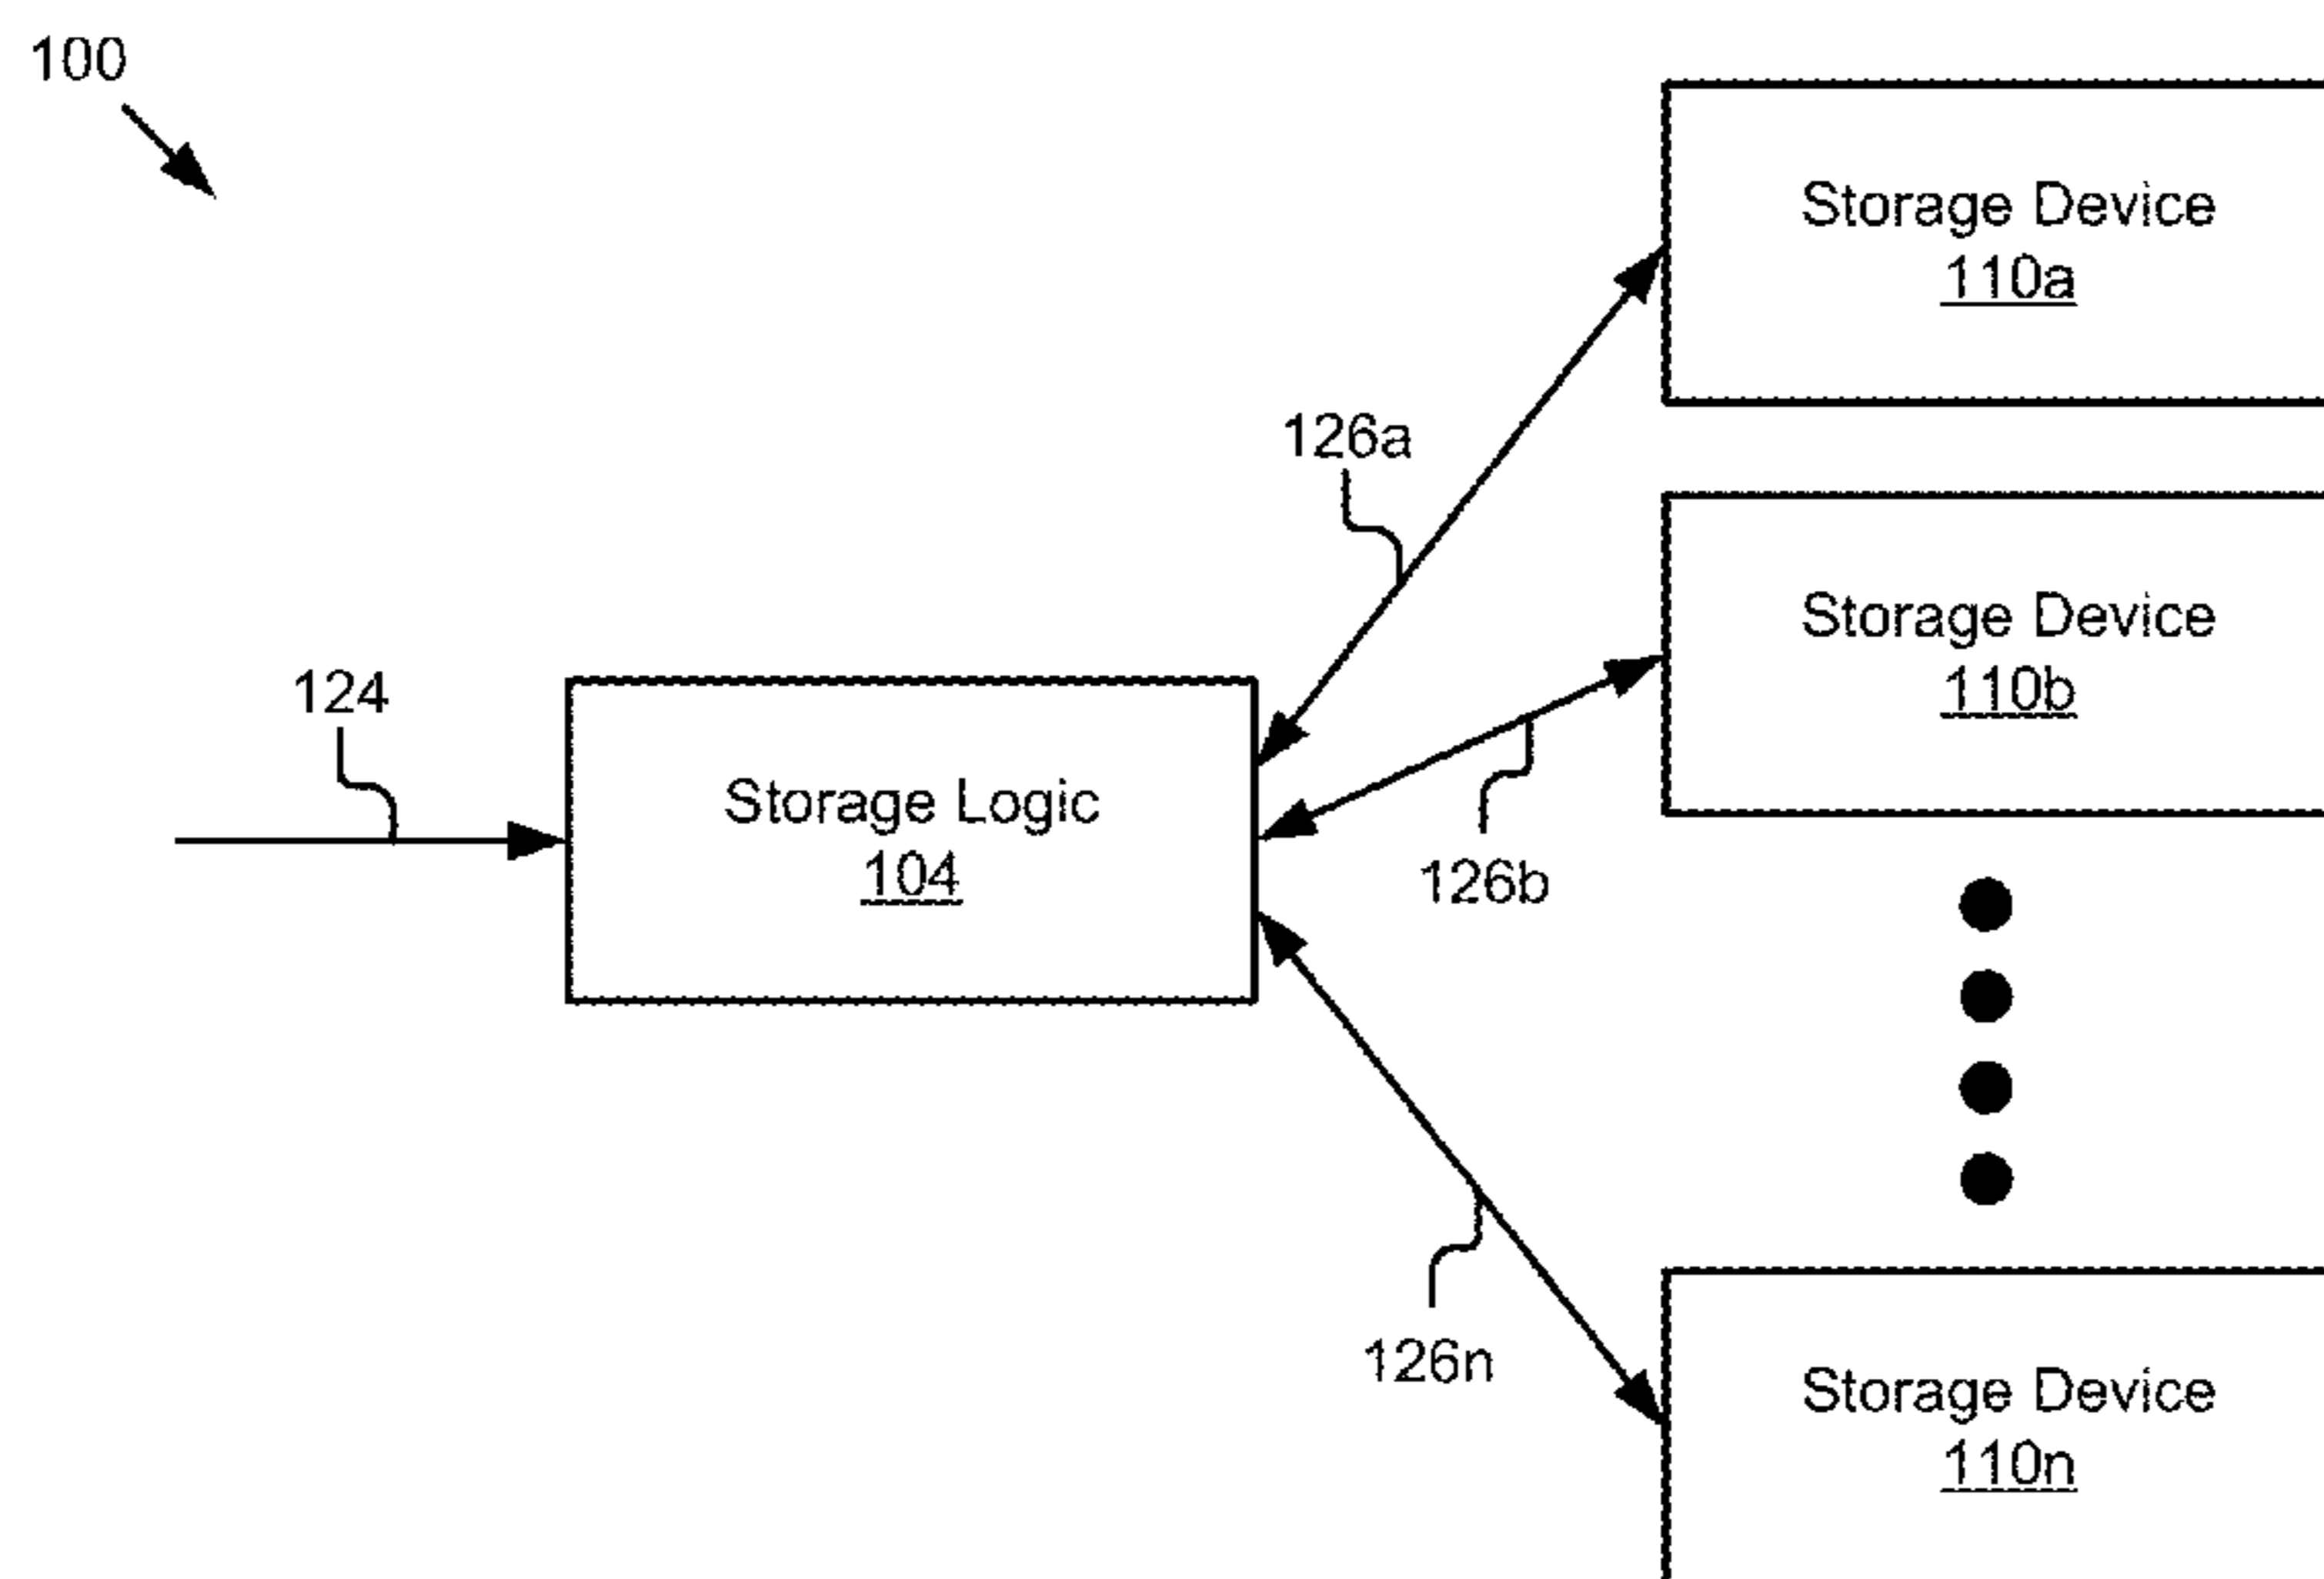 100
Storage Device
110a
126a
Storage Device
110b
124
Storage Logic
104
126b
126n
Storage Device
110n